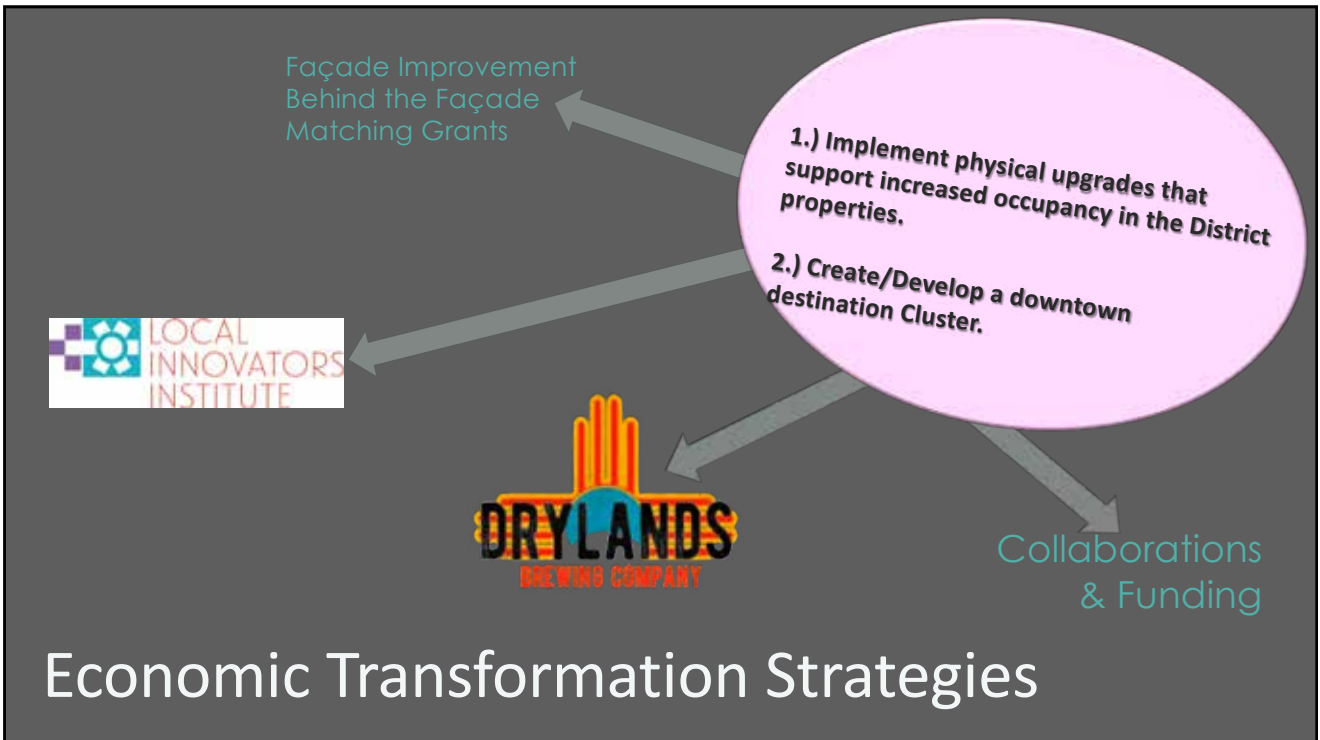 Façade Improvement
Behind the Façade
Matching Grants
1.) Implement physical upgrades that
support increased occupancy in the District
properties.
2.) Create/Develop a downtown
destination Cluster.
LOCAL
INNOVATORS
INSTITUTE
DRYLANDS
BREWING COMPANY
Collaborations
& Funding
Economic Transformation Strategies